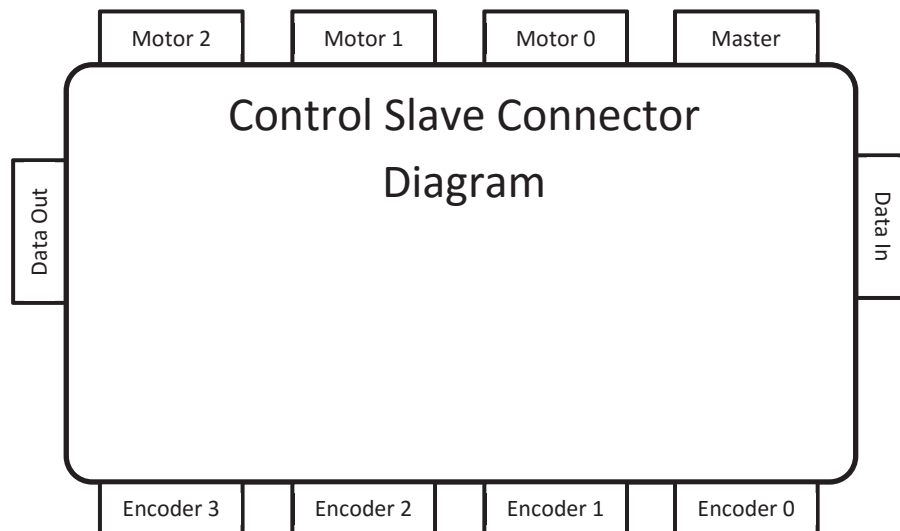 Motor 2
Motor 1
Motor 0
Master
Control Slave Connector
Diagram
Data Out
Data In
Encoder 3
Encoder 2
Encoder 1
Encoder 0